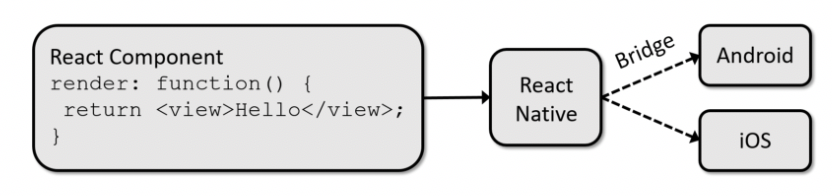 React Component
render: function() {
return <view>Hello</view>;
}
React
Native
Bridge
Android
iOS